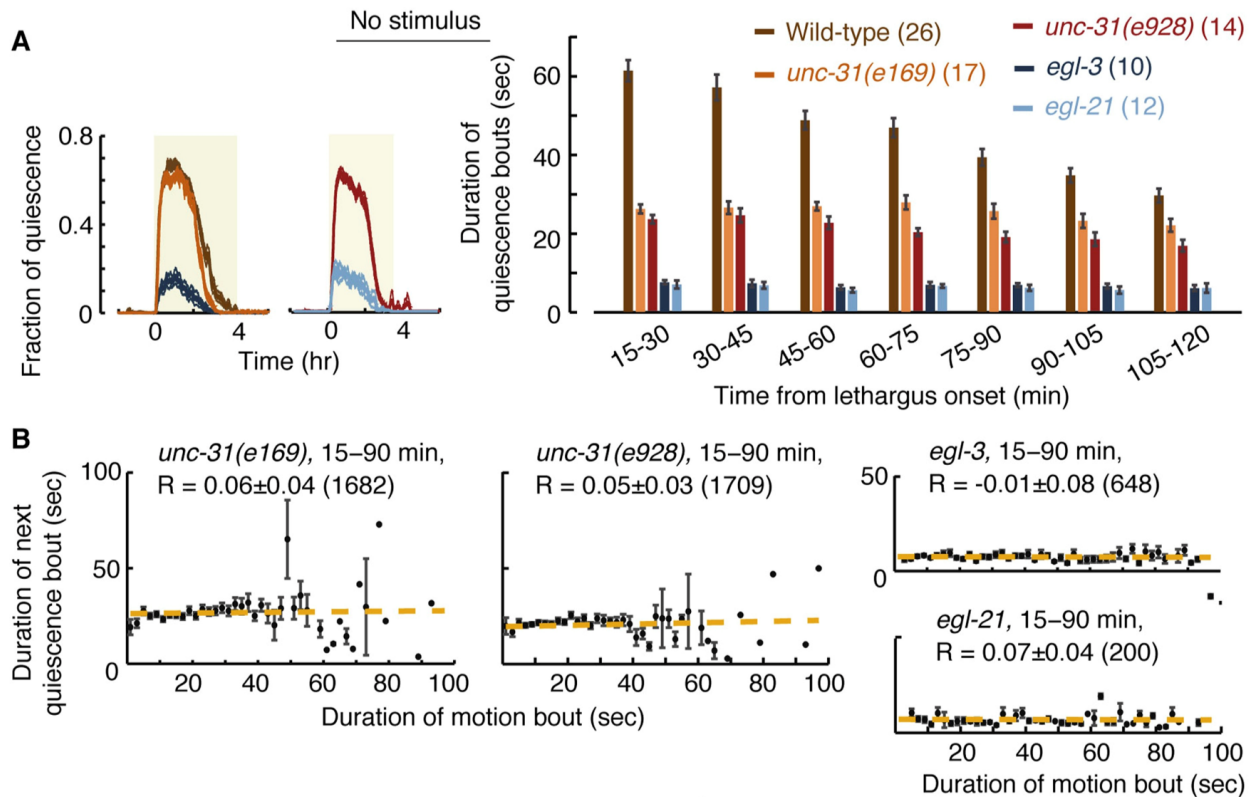 A
No stimulus
Fraction of quiescence
0.8
0.4
0
0
4
0
4
Time (hr)
Duration of
quiescence bouts (sec)
60
40
20
0
Wild-type (26)
unc-31(e169) (17)
unc-31(e928) (14)
egl-3 (10)
egl-21 (12)
15-30
30-45
45-60
60-75
75-90
90-105
105-120
Time from lethargus onset (min)
B
Duration of next
quiescence bout (sec)
unc-31(e169), 15–90 min,
R = 0.06±0.04 (1682)
100
50
0
20
40
60
80
100
unc-31(e928), 15–90 min,
R = 0.05±0.03 (1709)
20
40
60
80
100
Duration of motion bout (sec)
egl-3, 15–90 min,
R = -0.01±0.08 (648)
50
0
egl-21, 15–90 min,
R = 0.07±0.04 (200)
20
40
60
80
100
Duration of motion bout (sec)